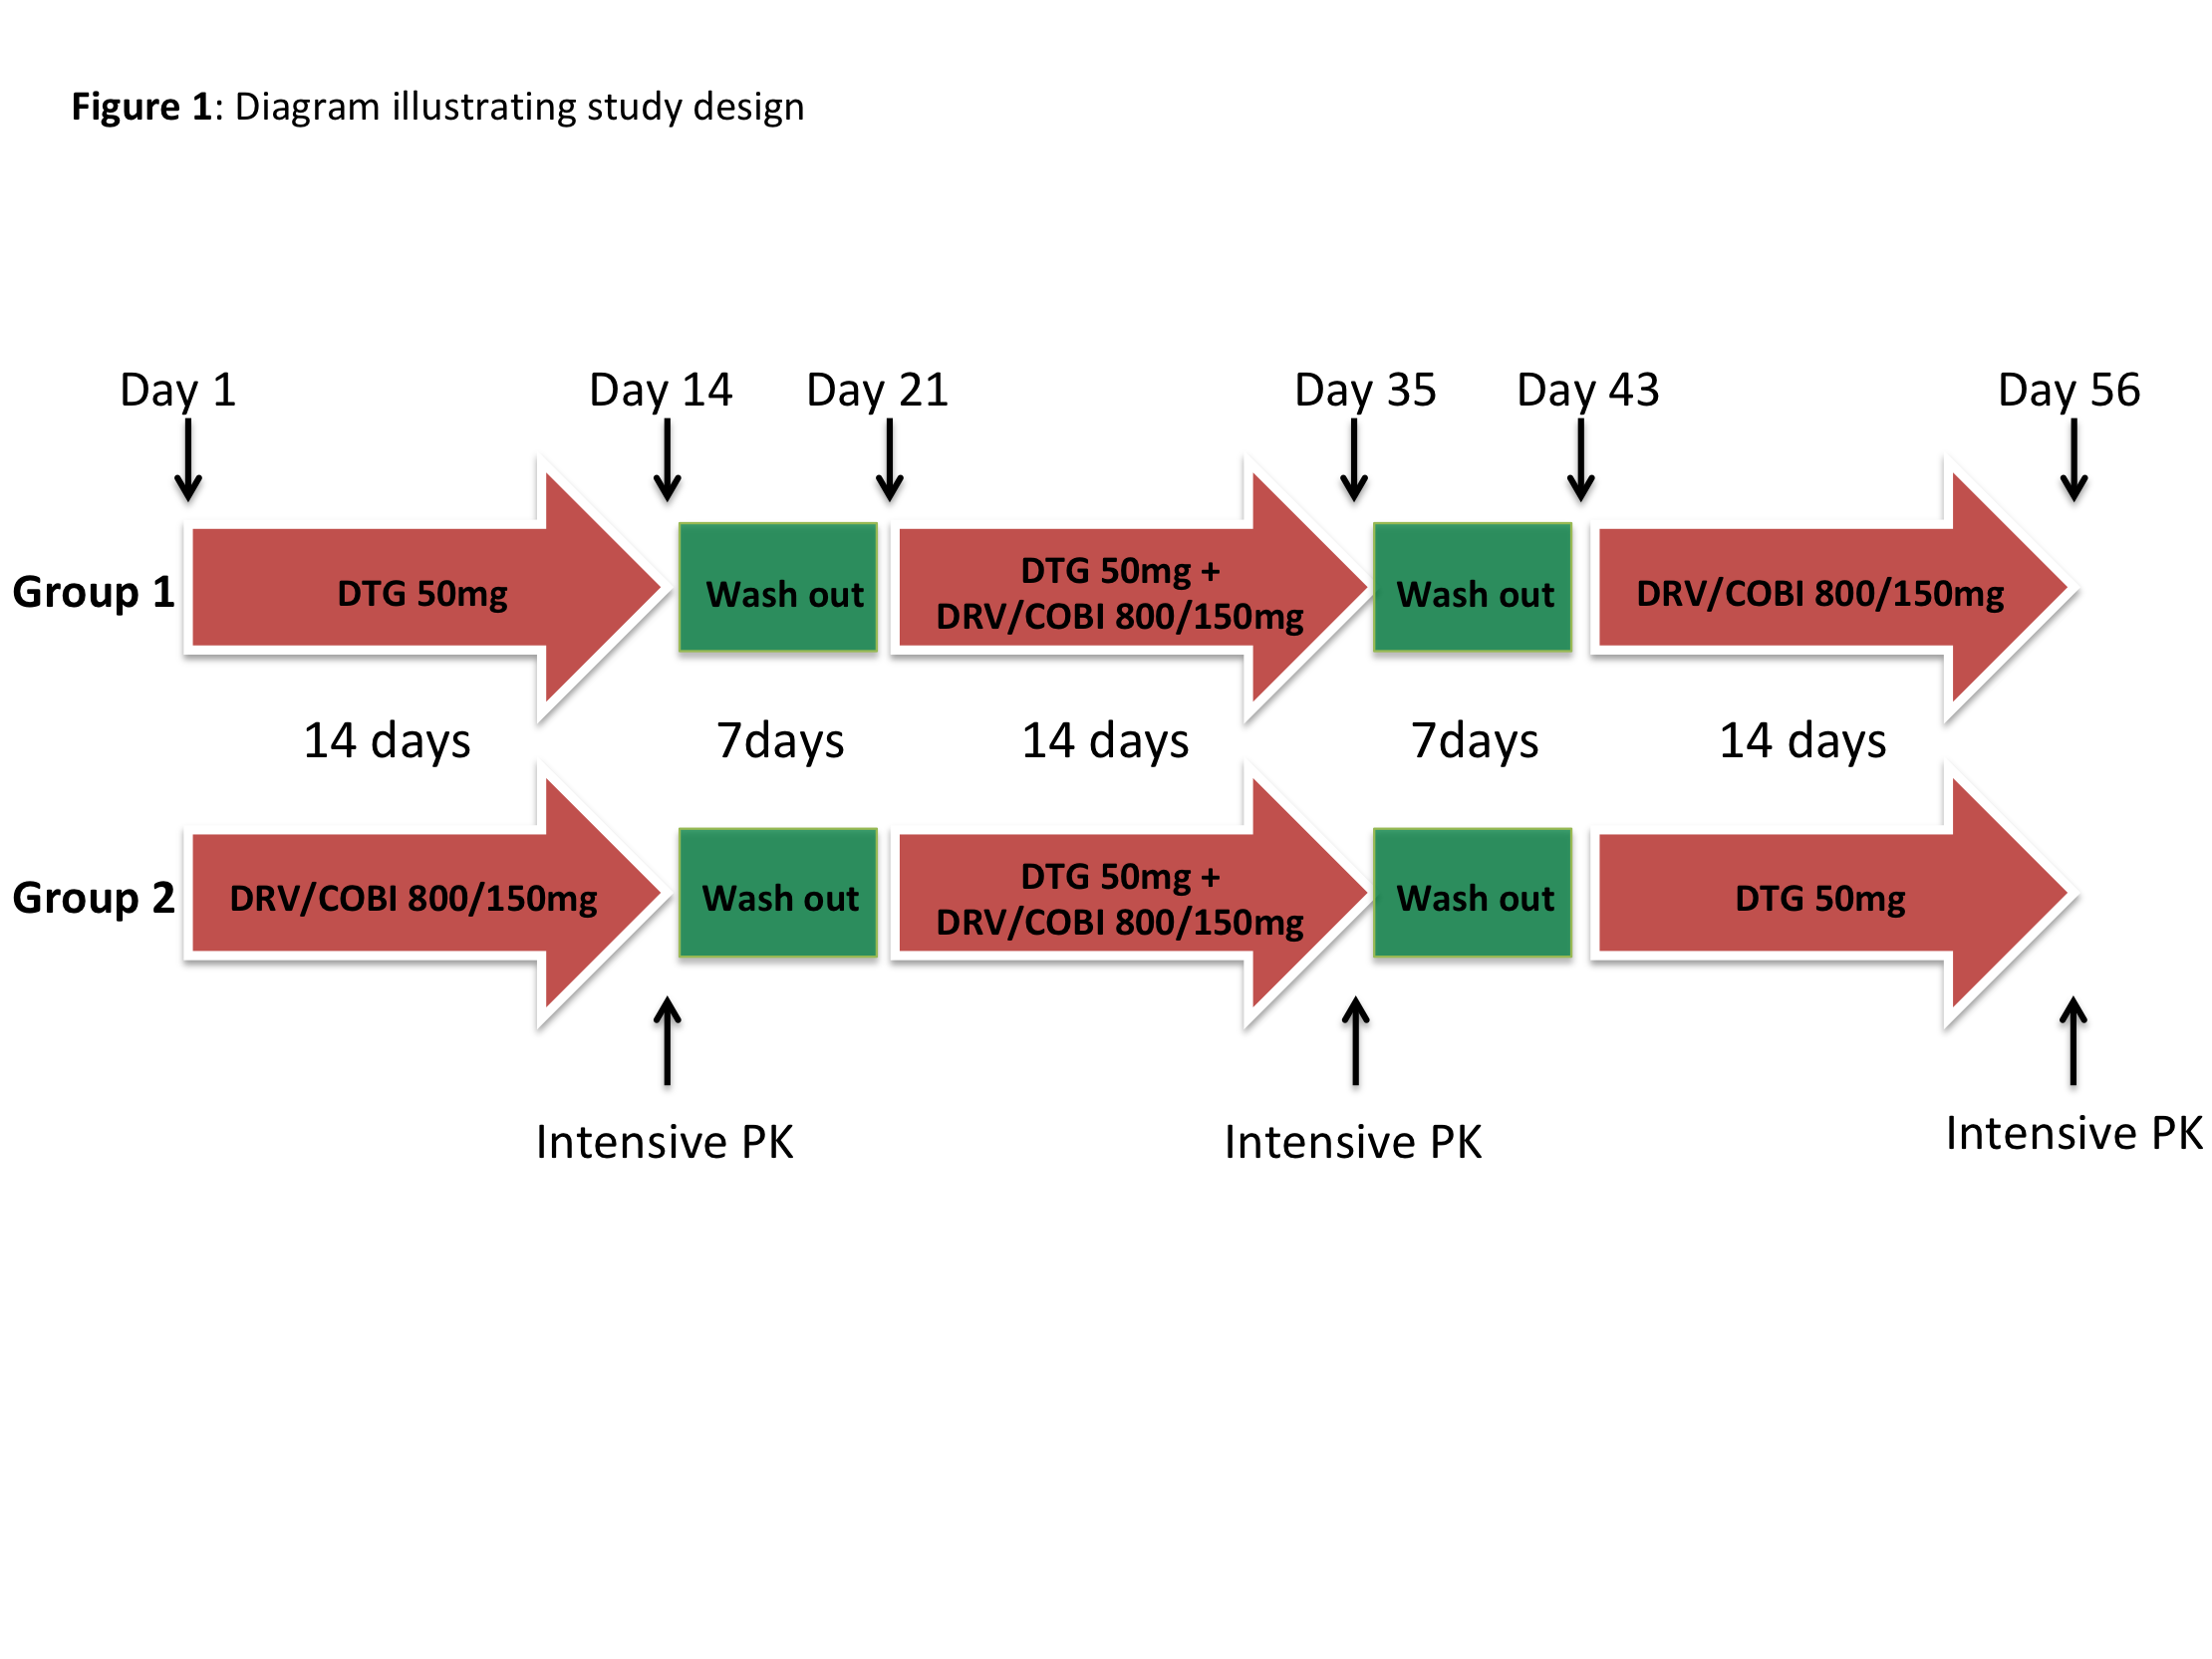 Figure 1: Diagram illustrating study design
Day 1
Day 14
Day 21
Day 35
Day 43
Day 56
Group 1
DTG 50mg
Wash out
DTG 50mg +
DRV/COBI 800/150mg
Wash out
DRV/COBI 800/150mg
14 days
7days
14 days
7days
14 days
Group 2
DRV/COBI 800/150mg
Wash out
DTG 50mg +
DRV/COBI 800/150mg
Wash out
DTG 50mg
Intensive PK
Intensive PK
Intensive PK